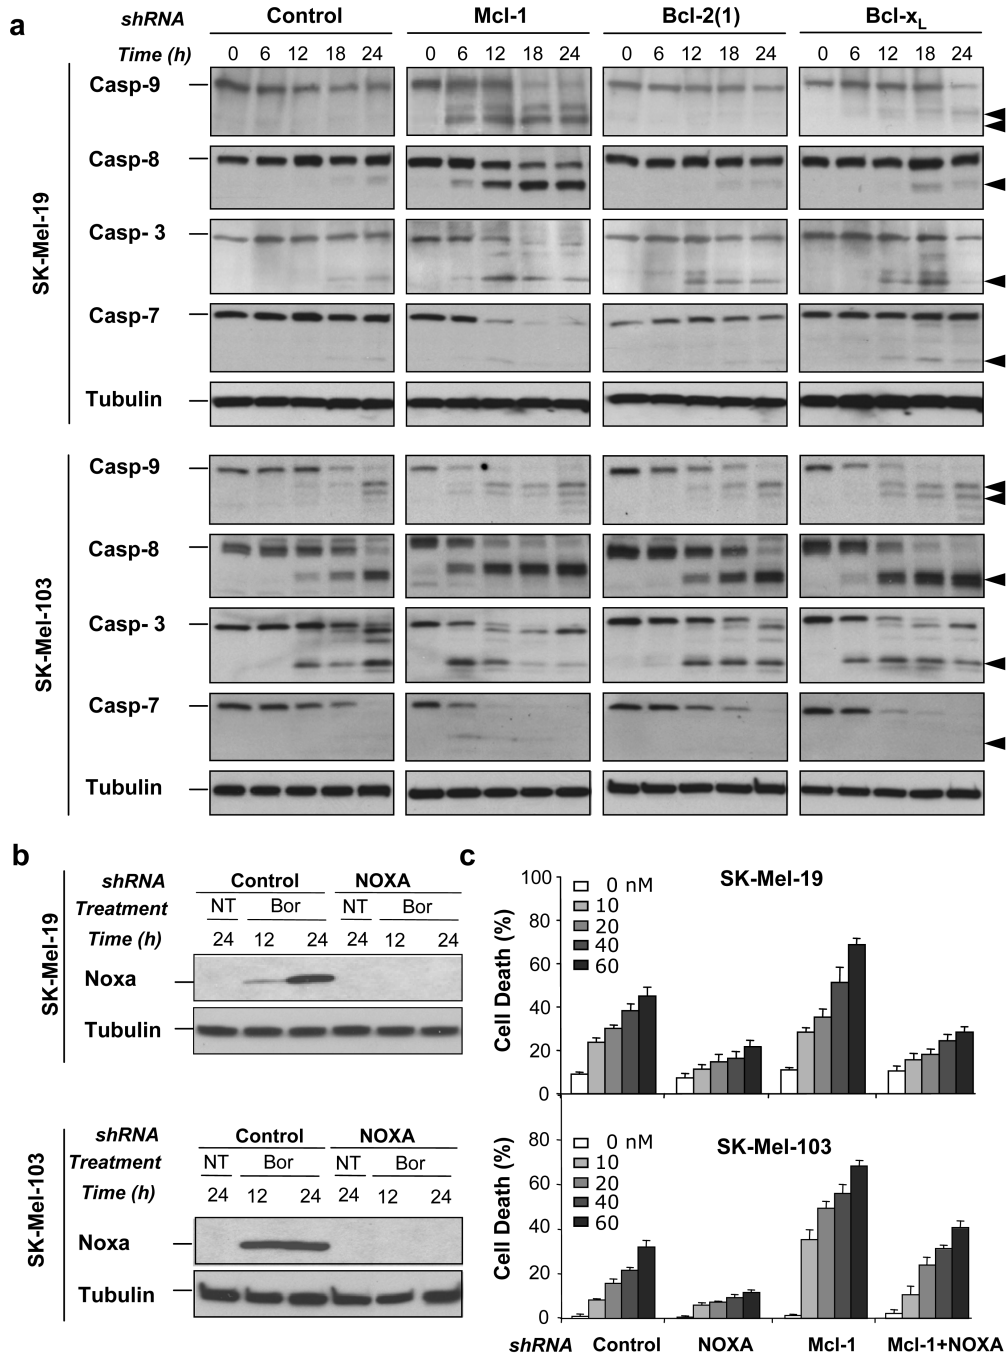 a
shRNA Control Mcl-1 Bcl-2(1) Bcl-xL
Time (h) 0 6 12 18 24 0 6 12 18 24 0 6 12 18 24 0 6 12 18 24
SK-Mel-19
Casp-9
Casp-8
Casp- 3
Casp-7
Tubulin
SK-Mel-103
Casp-9
Casp-8
Casp- 3
Casp-7
Tubulin
b
SK-Mel-19
shRNA Control NOXA
Treatment NT Bor NT Bor
Time (h) 24 12 24 24 12 24
Noxa
Tubulin
SK-Mel-103
shRNA Control NOXA
Treatment NT Bor NT Bor
Time (h) 24 12 24 24 12 24
Noxa
Tubulin
c
SK-Mel-19
Cell Death (%)
100
80
60
40
20
0
0 nM
10
20
40
60
SK-Mel-103
Cell Death (%)
80
60
40
20
0
0 nM
10
20
40
60
shRNA Control NOXA Mcl-1 Mcl-1+NOXA